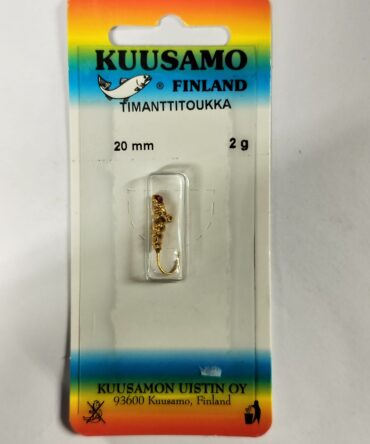 KUUSAMO
® FINLAND
TIMANTTITOUKKA
20 mm 2 g
KUUSAMON UISTIN OY
93600 Kuusamo, Finland